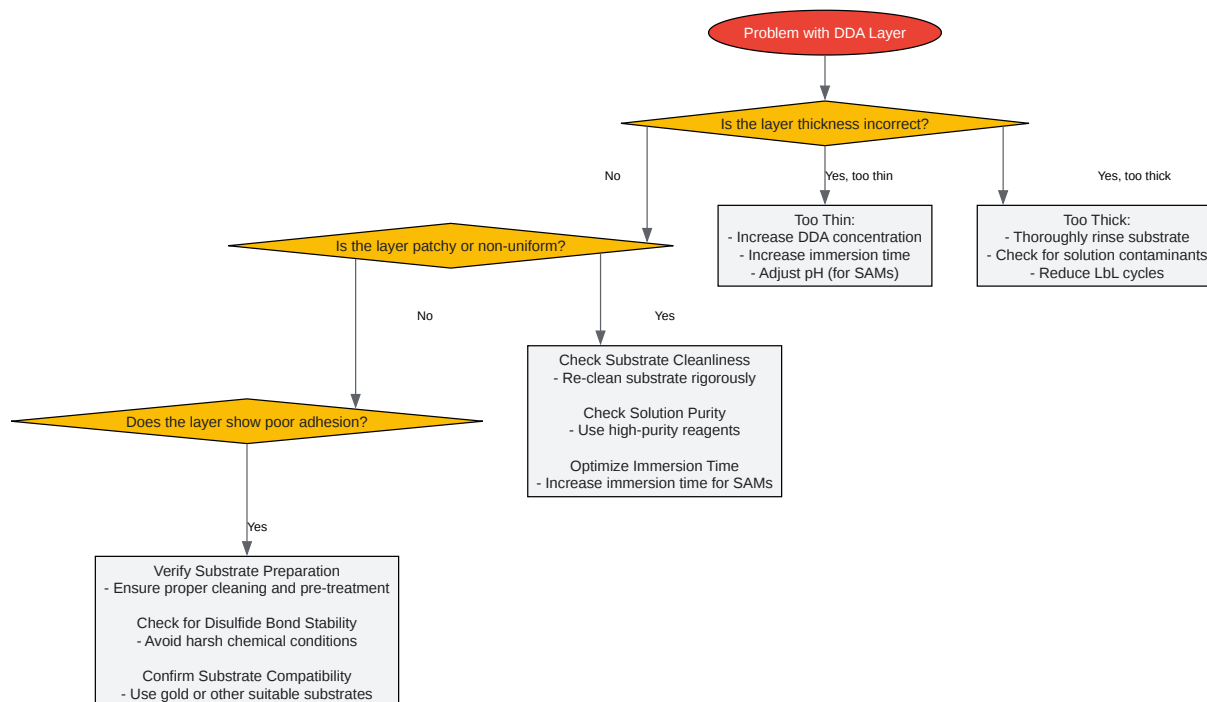 Problem with DDA Layer
Is the layer thickness incorrect?
No
Yes, too thin
Yes, too thick
Too Thin:
- Increase DDA concentration
- Increase immersion time
- Adjust pH (for SAMs)
Too Thick:
- Thoroughly rinse substrate
- Check for solution contaminants
- Reduce LbL cycles
Is the layer patchy or non-uniform?
No
Yes
Check Substrate Cleanliness
- Re-clean substrate rigorously
Check Solution Purity
- Use high-purity reagents
Optimize Immersion Time
- Increase immersion time for SAMs
Does the layer show poor adhesion?
Yes
Verify Substrate Preparation
- Ensure proper cleaning and pre-treatment
Check for Disulfide Bond Stability
- Avoid harsh chemical conditions
Confirm Substrate Compatibility
- Use gold or other suitable substrates